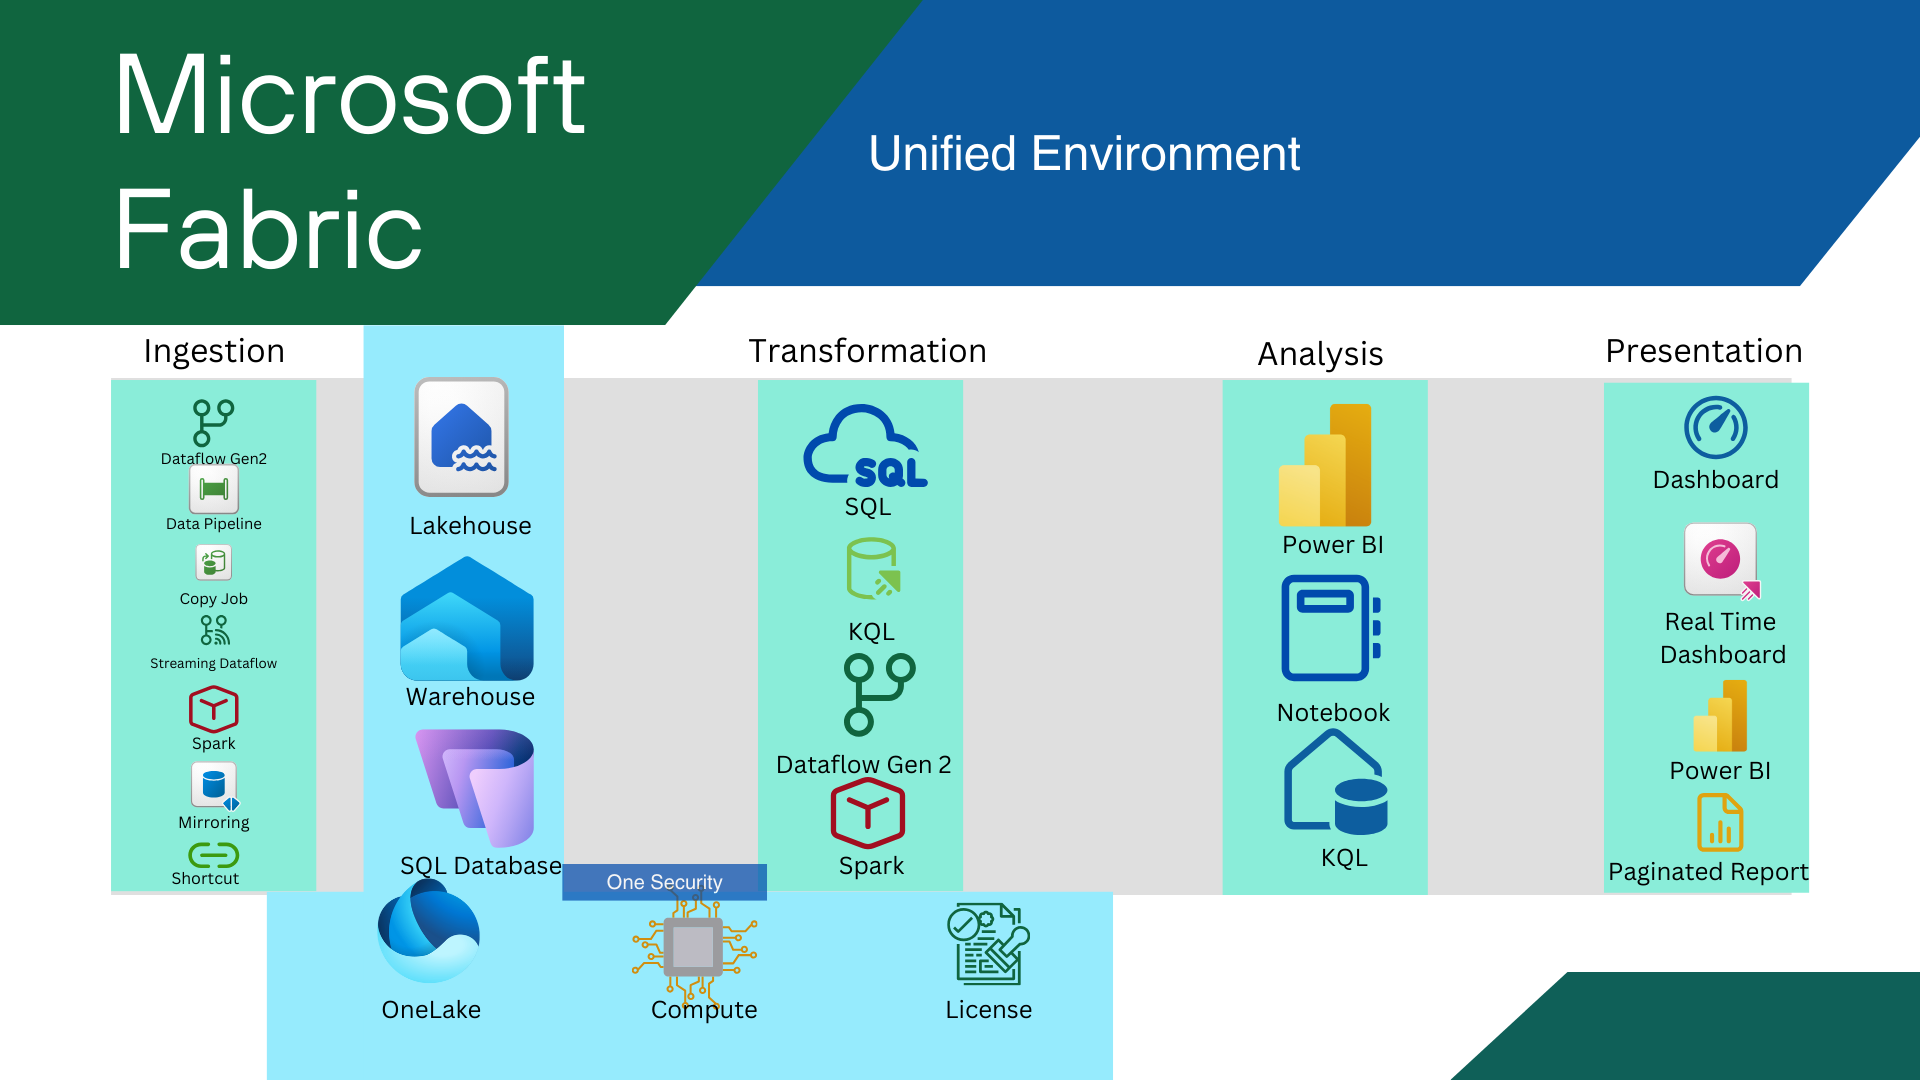 Microsoft
Fabric
Unified Environment
Ingestion
Dataflow Gen2
Data Pipeline
Copy Job
Streaming Dataflow
Spark
Mirroring
Shortcut
Lakehouse
Warehouse
SQL Database
Transformation
SQL
SQL
KQL
Dataflow Gen 2
Spark
Analysis
Power BI
Notebook
KQL
Presentation
Dashboard
Real Time
Dashboard
Power BI
Paginated Report
One Security
OneLake
Compute
License